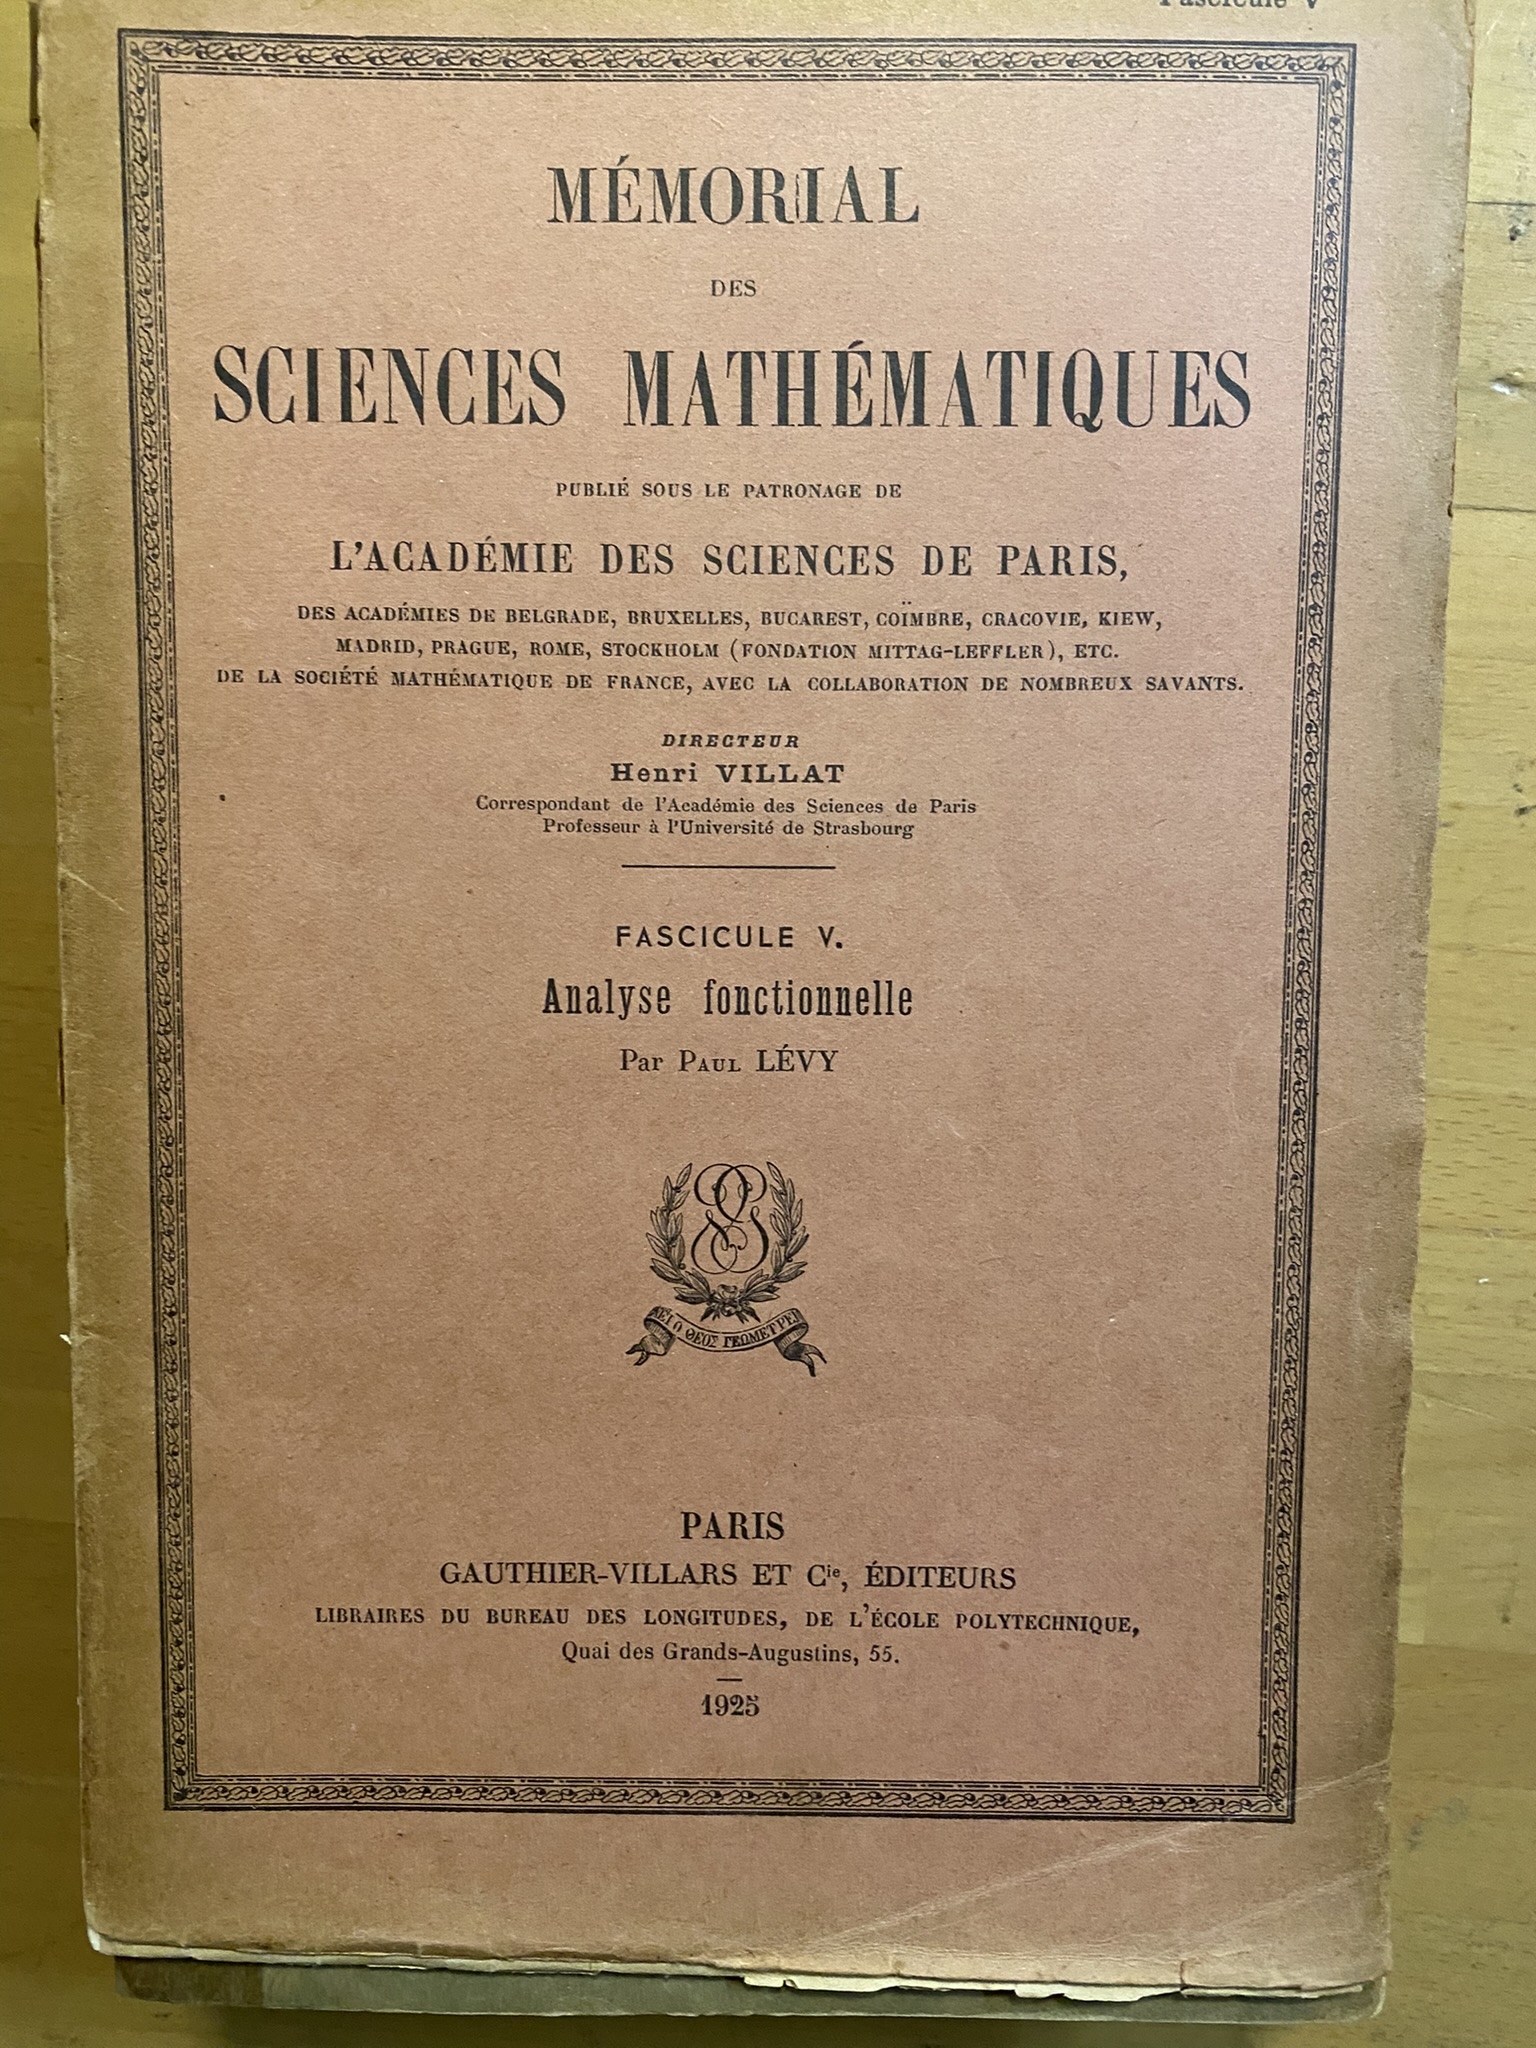 Fascicule V
MÉMORIAL
DES
SCIENCES MATHÉMATIQUES
PUBLIÉ SOUS LE PATRONAGE DE
L'ACADÉMIE DES SCIENCES DE PARIS,
DES ACADÉMIES DE BELGRADE, BRUXELLES, BUCAREST, COÏMBRE, CRACOVIE, KIEW,
MADRID, PRAGUE, ROME, STOCKHOLM (FONDATION MITTAG-LEFFLER), ETC.
DE LA SOCIÉTÉ MATHÉMATIQUE DE FRANCE, AVEC LA COLLABORATION DE NOMBREUX SAVANTS.
DIRECTEUR
Henri VILLAT
Correspondant de l'Académie des Sciences de Paris
Professeur à l'Université de Strasbourg
FASCICULE V.
Analyse fonctionnelle
Par PAUL LÉVY
ΑΕΙ Ο ΘΕΟΣ ΓΕΩΜΕΤΡΕΙ
PARIS
GAUTHIER-VILLARS ET Cie, ÉDITEURS
LIBRAIRES DU BUREAU DES LONGITUDES, DE L'ÉCOLE POLYTECHNIQUE,
Quai des Grands-Augustins, 55.
1925